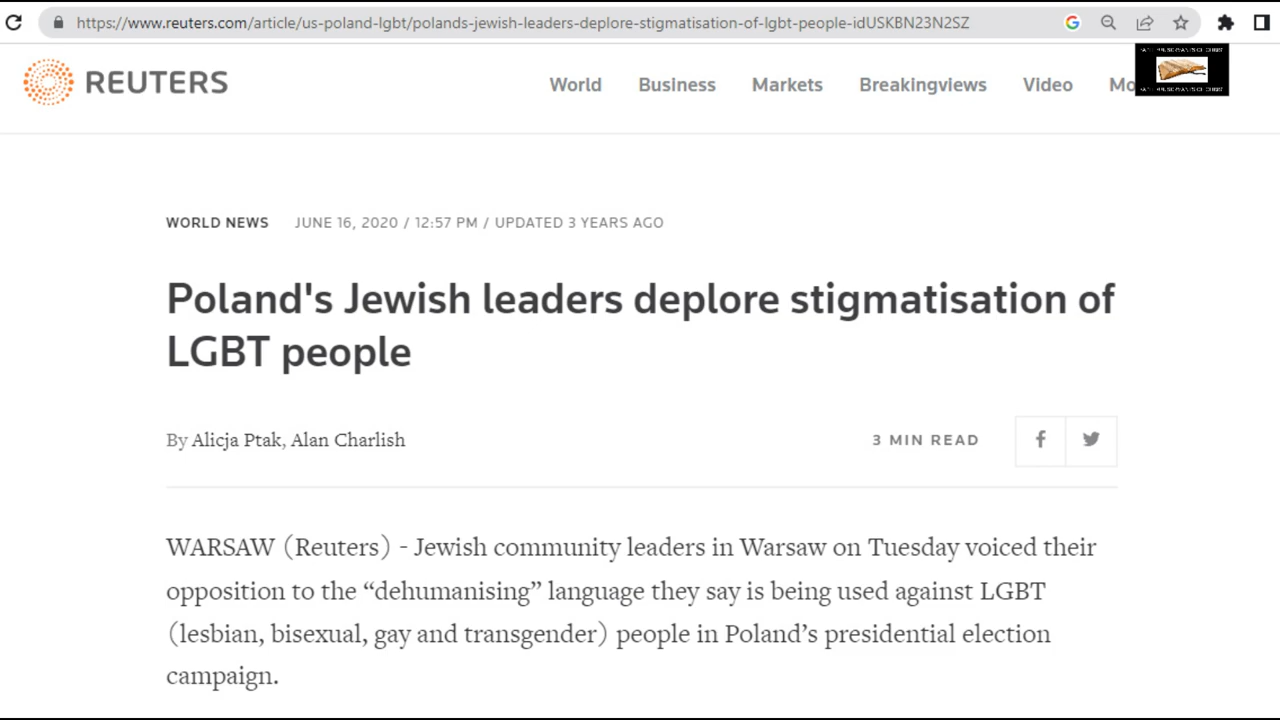 https://www.reuters.com/article/us-poland-lgbt/polands-jewish-leaders-deplore-stigmatisation-of-lgbt-people-idUSKBN23N2SZ
REUTERS World Business Markets Breakingviews Video Mo
WORLD NEWS JUNE 16, 2020 / 12:57 PM / UPDATED 3 YEARS AGO
Poland's Jewish leaders deplore stigmatisation of
LGBT people
By Alicja Ptak, Alan Charlish 3 MIN READ
WARSAW (Reuters) - Jewish community leaders in Warsaw on Tuesday voiced their
opposition to the “dehumanising” language they say is being used against LGBT
(lesbian, bisexual, gay and transgender) people in Poland’s presidential election
campaign.